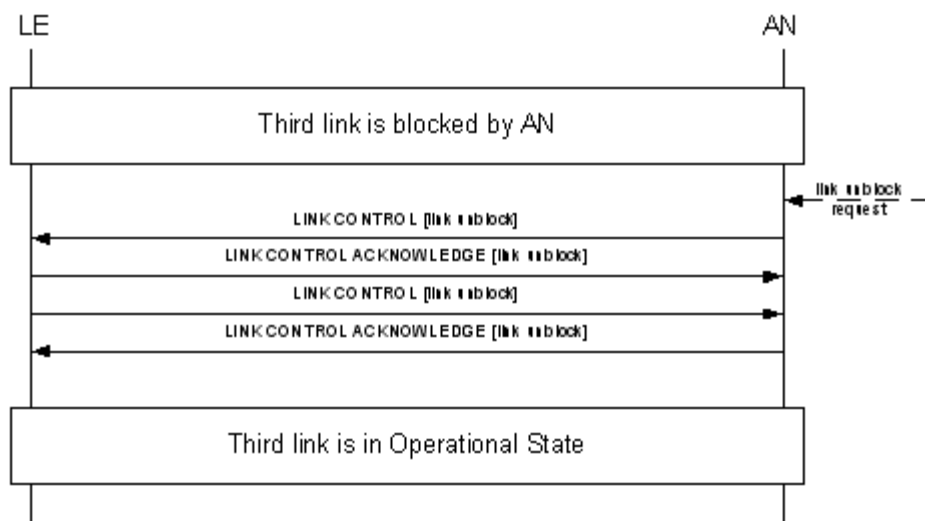 LE AN
Third link is blocked by AN
link unblock
request
LINK CONTROL [link unblock]
LINK CONTROL ACKNOWLEDGE [link unblock]
LINK CONTROL [link unblock]
LINK CONTROL ACKNOWLEDGE [link unblock]
Third link is in Operational State